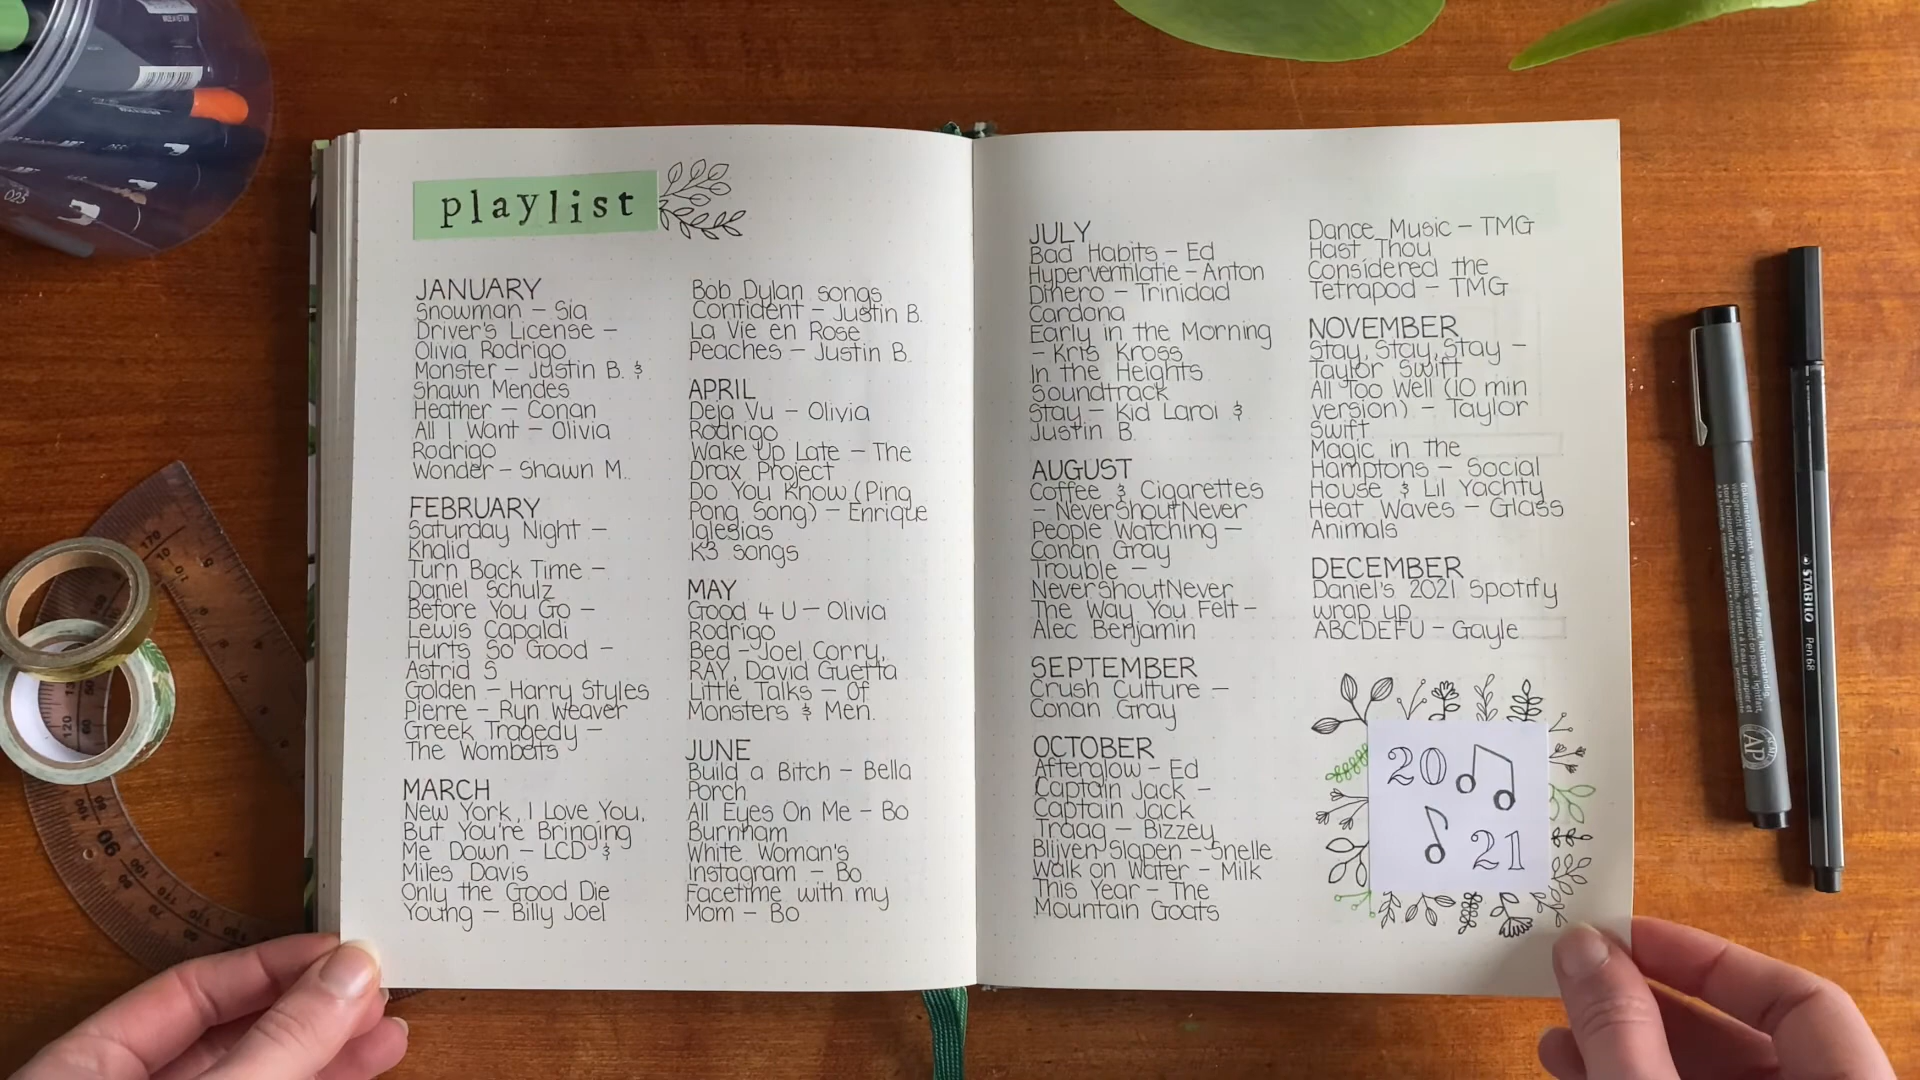 playlist
JANUARY
Snowman – Sia
Driver's License –
Olivia Rodrigo
Monster – Justin B. &
Shawn Mendes
Heather – Conan
All I Want – Olivia
Rodrigo
Wonder – Shawn M.
FEBRUARY
Saturday Night –
Khalid
Turn Back Time –
Daniel Schulz
Before You Go –
Lewis Capaldi
Hurts So Good –
Astrid S
Golden – Harry Styles
Pierre – Ryn Weaver
Greek Tragedy –
The Wombats
MARCH
New York, I Love You,
But You're Bringing
Me Down – LCD &
Miles Davis
Only the Good Die
Young – Billy Joel
Bob Dylan songs
Confident – Justin B.
La Vie en Rose
Peaches – Justin B.
APRIL
Deja Vu – Olivia
Rodrigo
Wake Up Late – The
Drax Project
Do You Know (Ping
Pong Song) – Enrique
Iglesias
K3 songs
MAY
Good 4 U – Olivia
Rodrigo
Bed – Joel Corry,
RAY, David Guetta
Little Talks – Of
Monsters & Men.
JUNE
Build a Bitch – Bella
Porch
All Eyes On Me – Bo
Burnham
White Woman's
Instagram – Bo
Facetime with my
Mom – Bo
JULY
Bad Habits – Ed
Hyperventilatie – Anton
Dinero – Trinidad
Cardona
Early in the Morning
– Kris Kross
In the Heights
Soundtrack
Stay – Kid Laroi &
Justin B.
AUGUST
Coffee & Cigarettes
– NeverShoutNever
People Watching –
Conan Gray
Trouble –
NeverShoutNever
The Way You Felt –
Alec Benjamin
SEPTEMBER
Crush Culture –
Conan Gray
OCTOBER
Afterglow – Ed
Captain Jack –
Captain Jack
Traag – Bizzey
Blijven Slapen – Snelle
Walk on Water – Milk
This Year – The
Mountain Goats
Dance Music – TMG
Hast Thou
Considered the
Tetrapod – TMG
NOVEMBER
Stay, Stay, Stay –
Taylor Swift
All Too Well (10 min
version) – Taylor
Swift
Magic in the
Hamptons – Social
House & Lil Yachty
Heat Waves – Glass
Animals
DECEMBER
Daniel's 2021 Spotify
wrap up
ABCDEFU – Gayle
20
21
STABILO Pen 68
AP